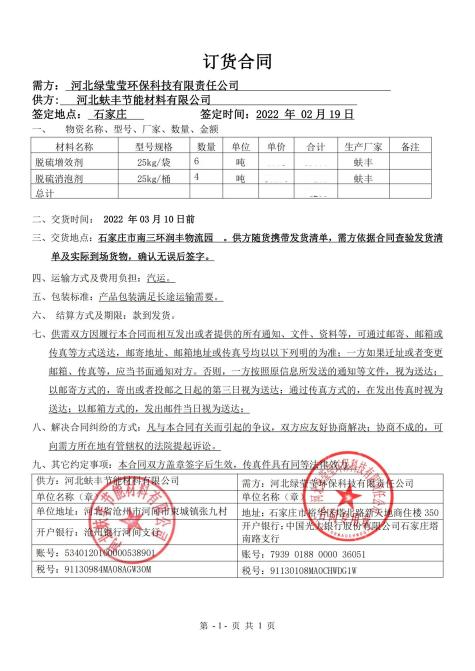 订货合同
需方： 河北绿莹莹环保科技有限责任公司
供方： 河北蚨丰节能材料有限公司
签定地点： 石家庄 签定时间：2022 年 02月19日
一、 物资名称、型号、厂家、数量、金额
材料名称 型号规格 数量 单位 单价 合计 生产厂家 备注
脱硫增效剂 25kg/袋 6 吨 蚨丰
脱硫消泡剂 25kg/桶 4 吨 蚨丰
总计
二、交货时间： 2022 年 03月10日前
三、交货地点：石家庄市南三环润丰物流园 。供方随货携带发货清单，需方依据合同查验发货清
单及实际到场货物，确认无误后签字。
四、运输方式及费用负担：汽运。
五、包装标准：产品包装满足长途运输需要。
六、 结算方式及期限：款到发货。
七、供需双方因履行本合同而相互发出或者提供的所有通知、文件、资料等，可通过邮寄、邮箱或
传真等方式送达，邮寄地址、邮箱地址或传真号均以以下列明的为准；一方如果迁址或者变更
邮箱、传真等，应当书面通知对方。否则，一方按照原信息所发送的通知等文件，视为送达；
以邮寄方式的，寄出或者投邮之日起的第三日视为送达；通过传真方式的，在发出传真时视为
送达；以邮箱方式的，发出邮件当日视为送达；
八、解决合同纠纷的方式：凡与本合同有关而引起的争议，双方应友好协商解决；协商不成的，可
向需方所在地有管辖权的法院提起诉讼。
九、其它约定事项：本合同双方盖章签字后生效，传真件具有同等法律效力。
供方：河北蚨丰节能材料有限公司 需方：河北绿莹莹环保科技有限责任公司
单位名称（章） 单位名称（章）
单位地址：河北省沧州市河间市束城镇张九村 地址：石家庄市裕华区塔北路新天地商住楼 350
开户银行：沧州银行河间支行 开户银行:中国光大银行股份有限公司石家庄塔
南路支行
账号：5340120100000538901 账号：7939 0188 0000 36051
税号：91130984MA08AGW30M 税号：91130108MA0CHWDG1W
第 -1- 页 共 1 页